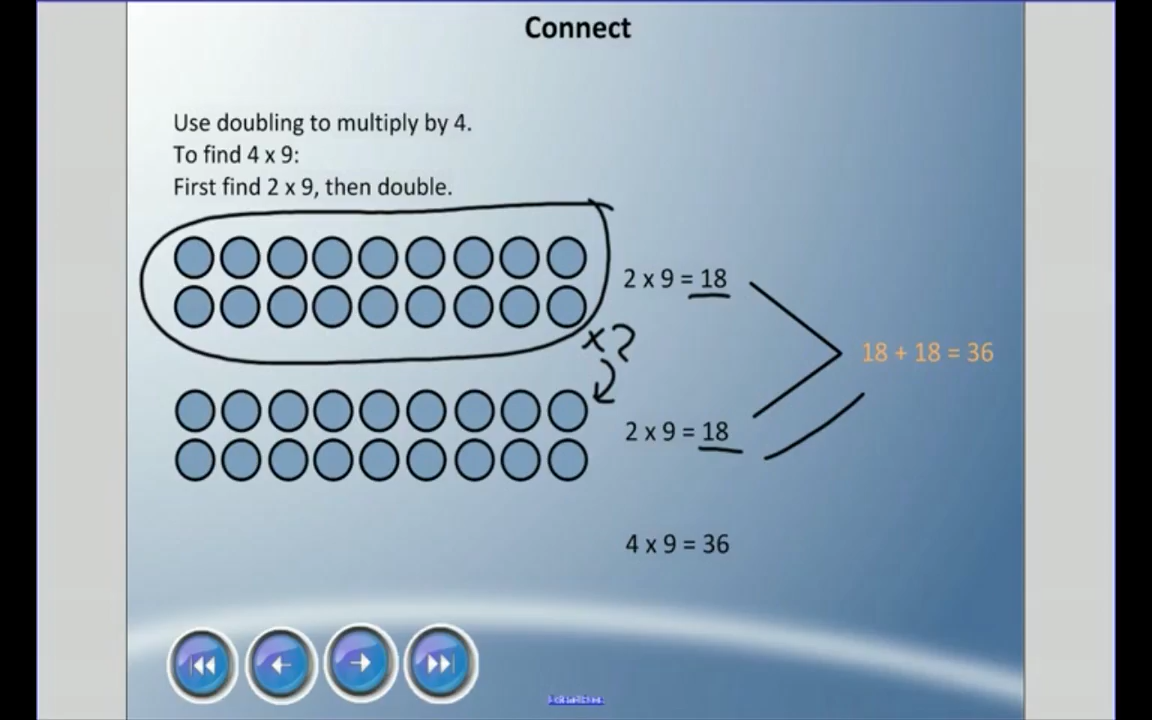 Connect
Use doubling to multiply by 4.
To find 4 x 9:
First find 2 x 9, then double.
2 x 9 = 18
x2
18 + 18 = 36
2 x 9 = 18
4 x 9 = 36